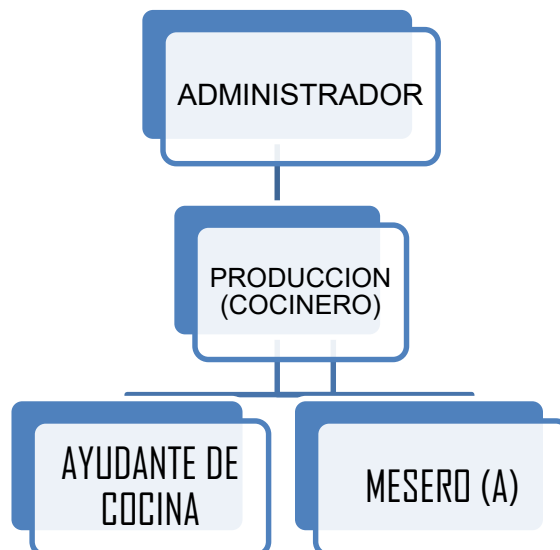 ADMINISTRADOR
PRODUCCION
(COCINERO)
AYUDANTE DE
COCINA
MESERO (A)